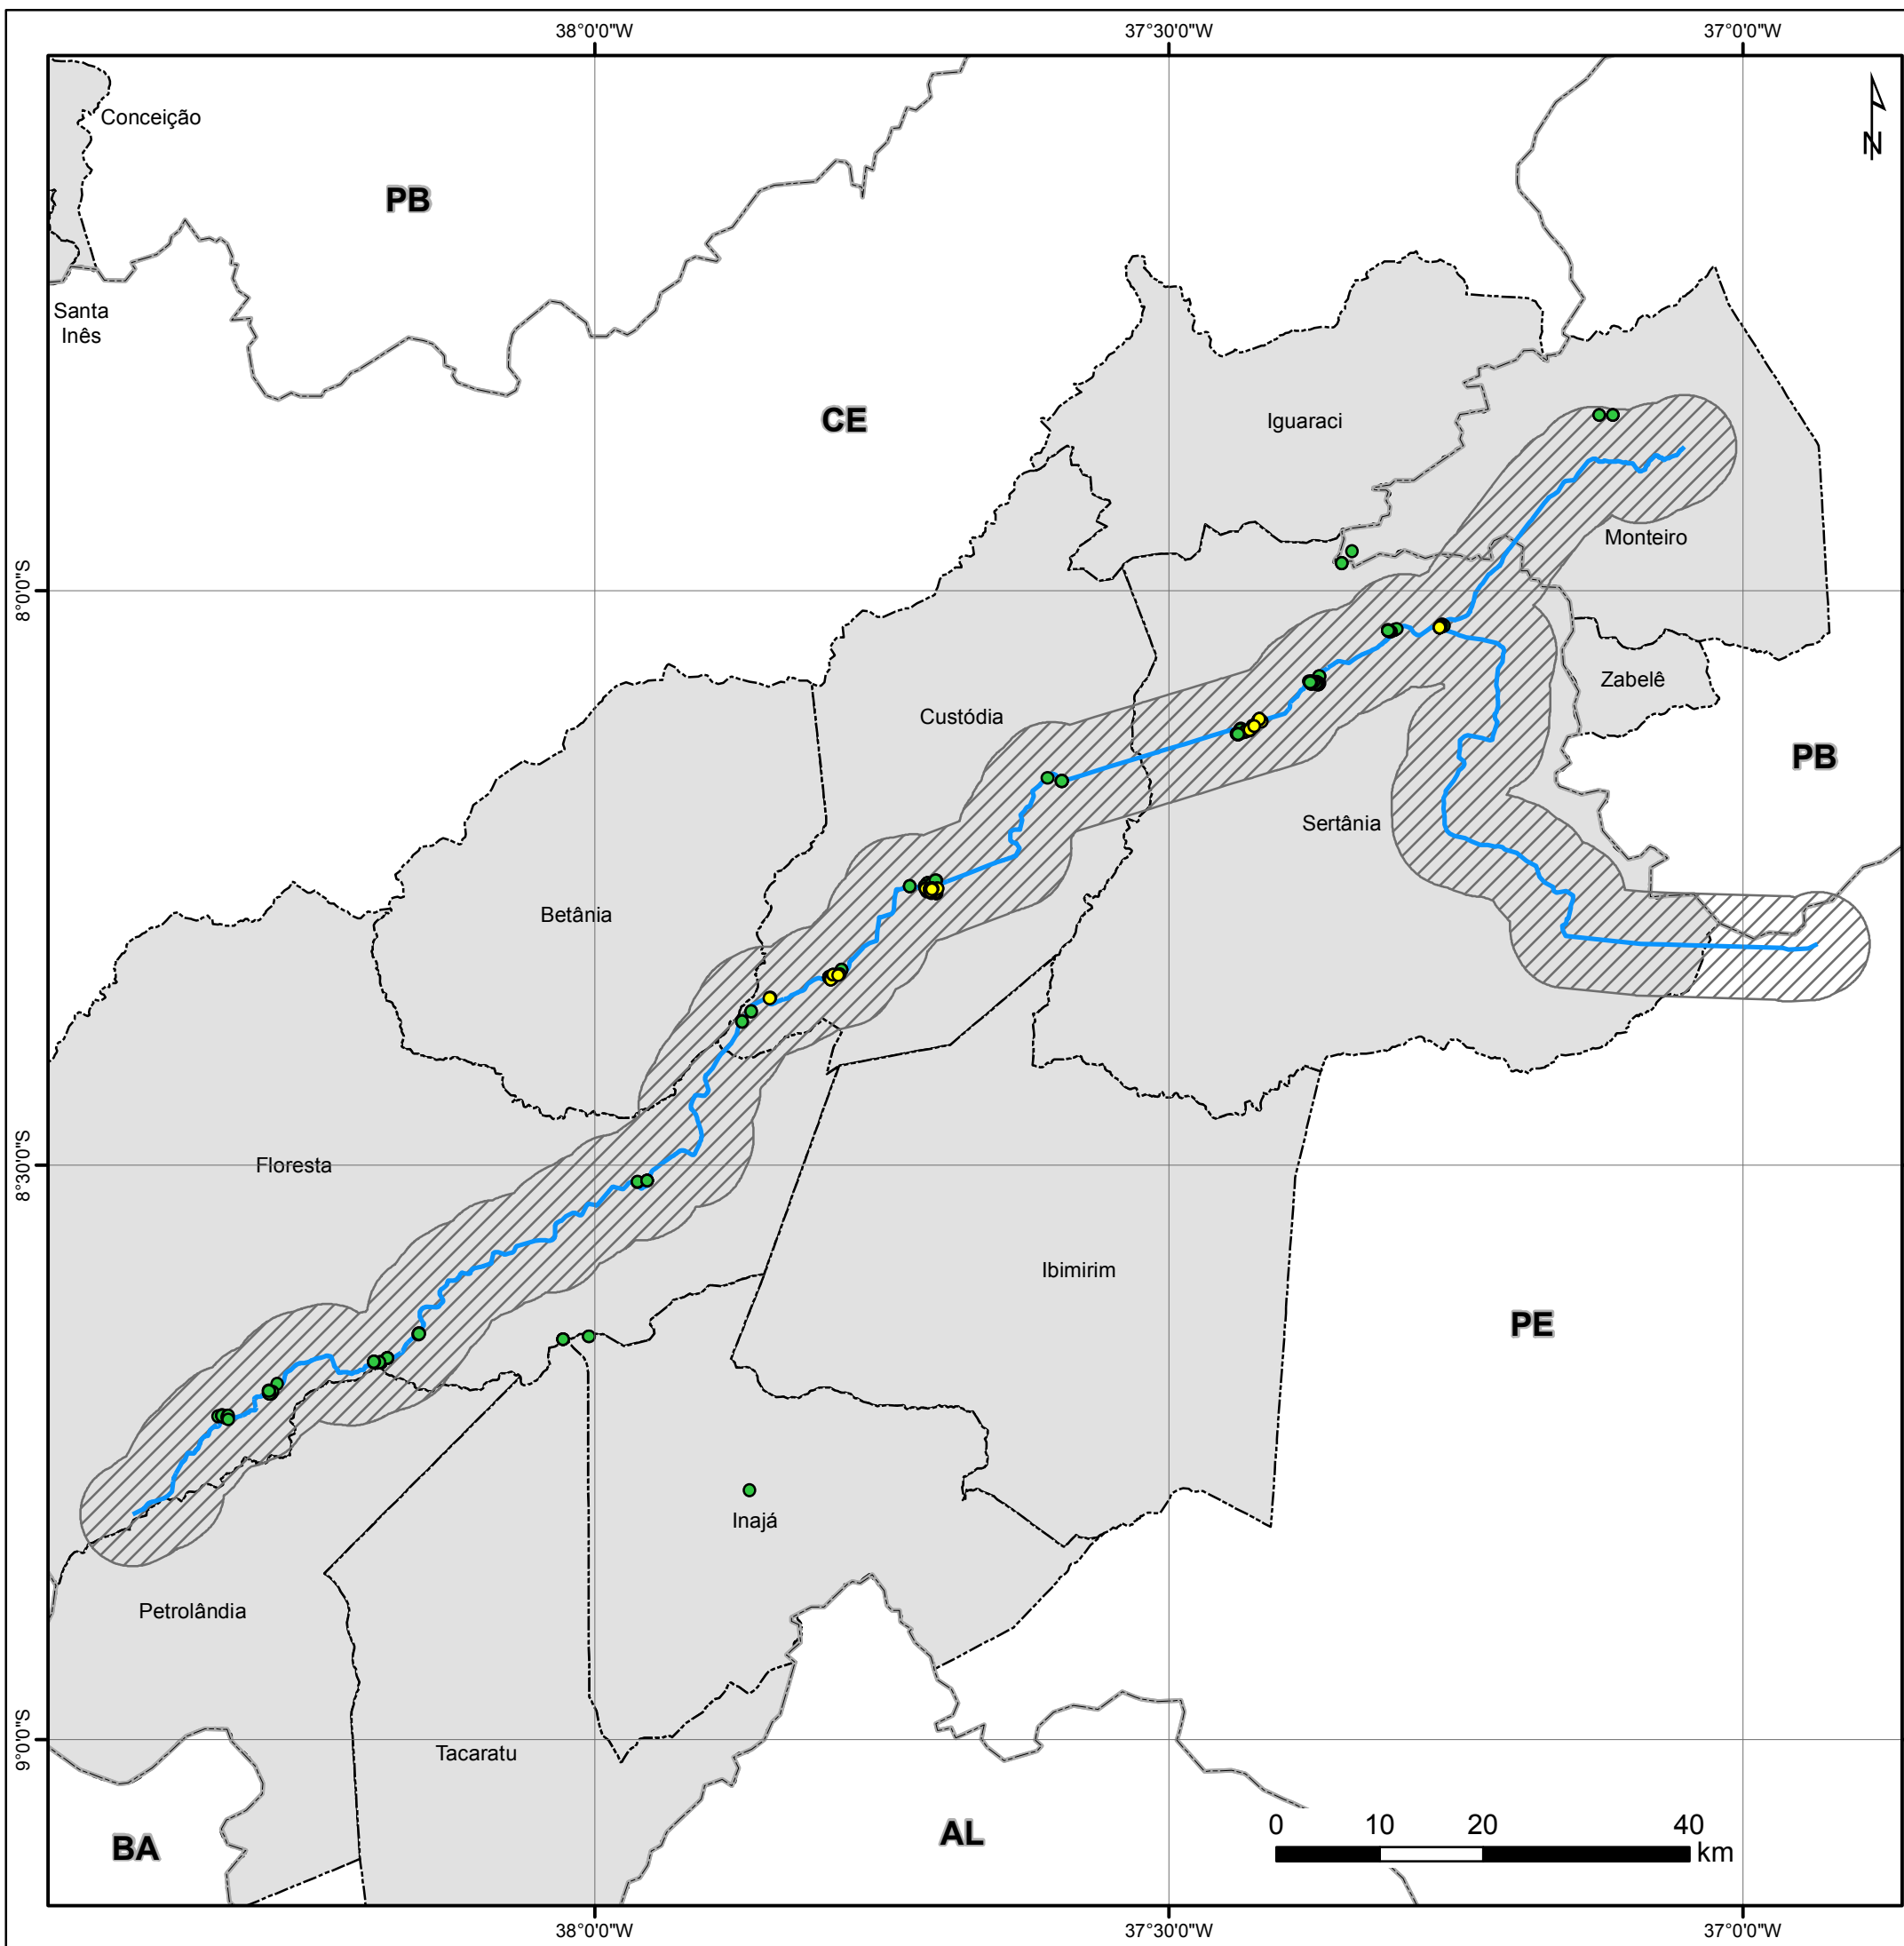 38°0'0"W 37°30'0"W 37°0'0"W
Conceição
N
PB
Santa
Inês
CE
Iguaraci
Monteiro
8°0'0"S
Zabelê
Custódia
PB
Sertânia
Betânia
8°30'0"S
Floresta
Ibimirim
PE
Inajá
Petrolândia
9°0'0"S
Tacaratu
BA
AL
0 10 20 40
km
38°0'0"W 37°30'0"W 37°0'0"W